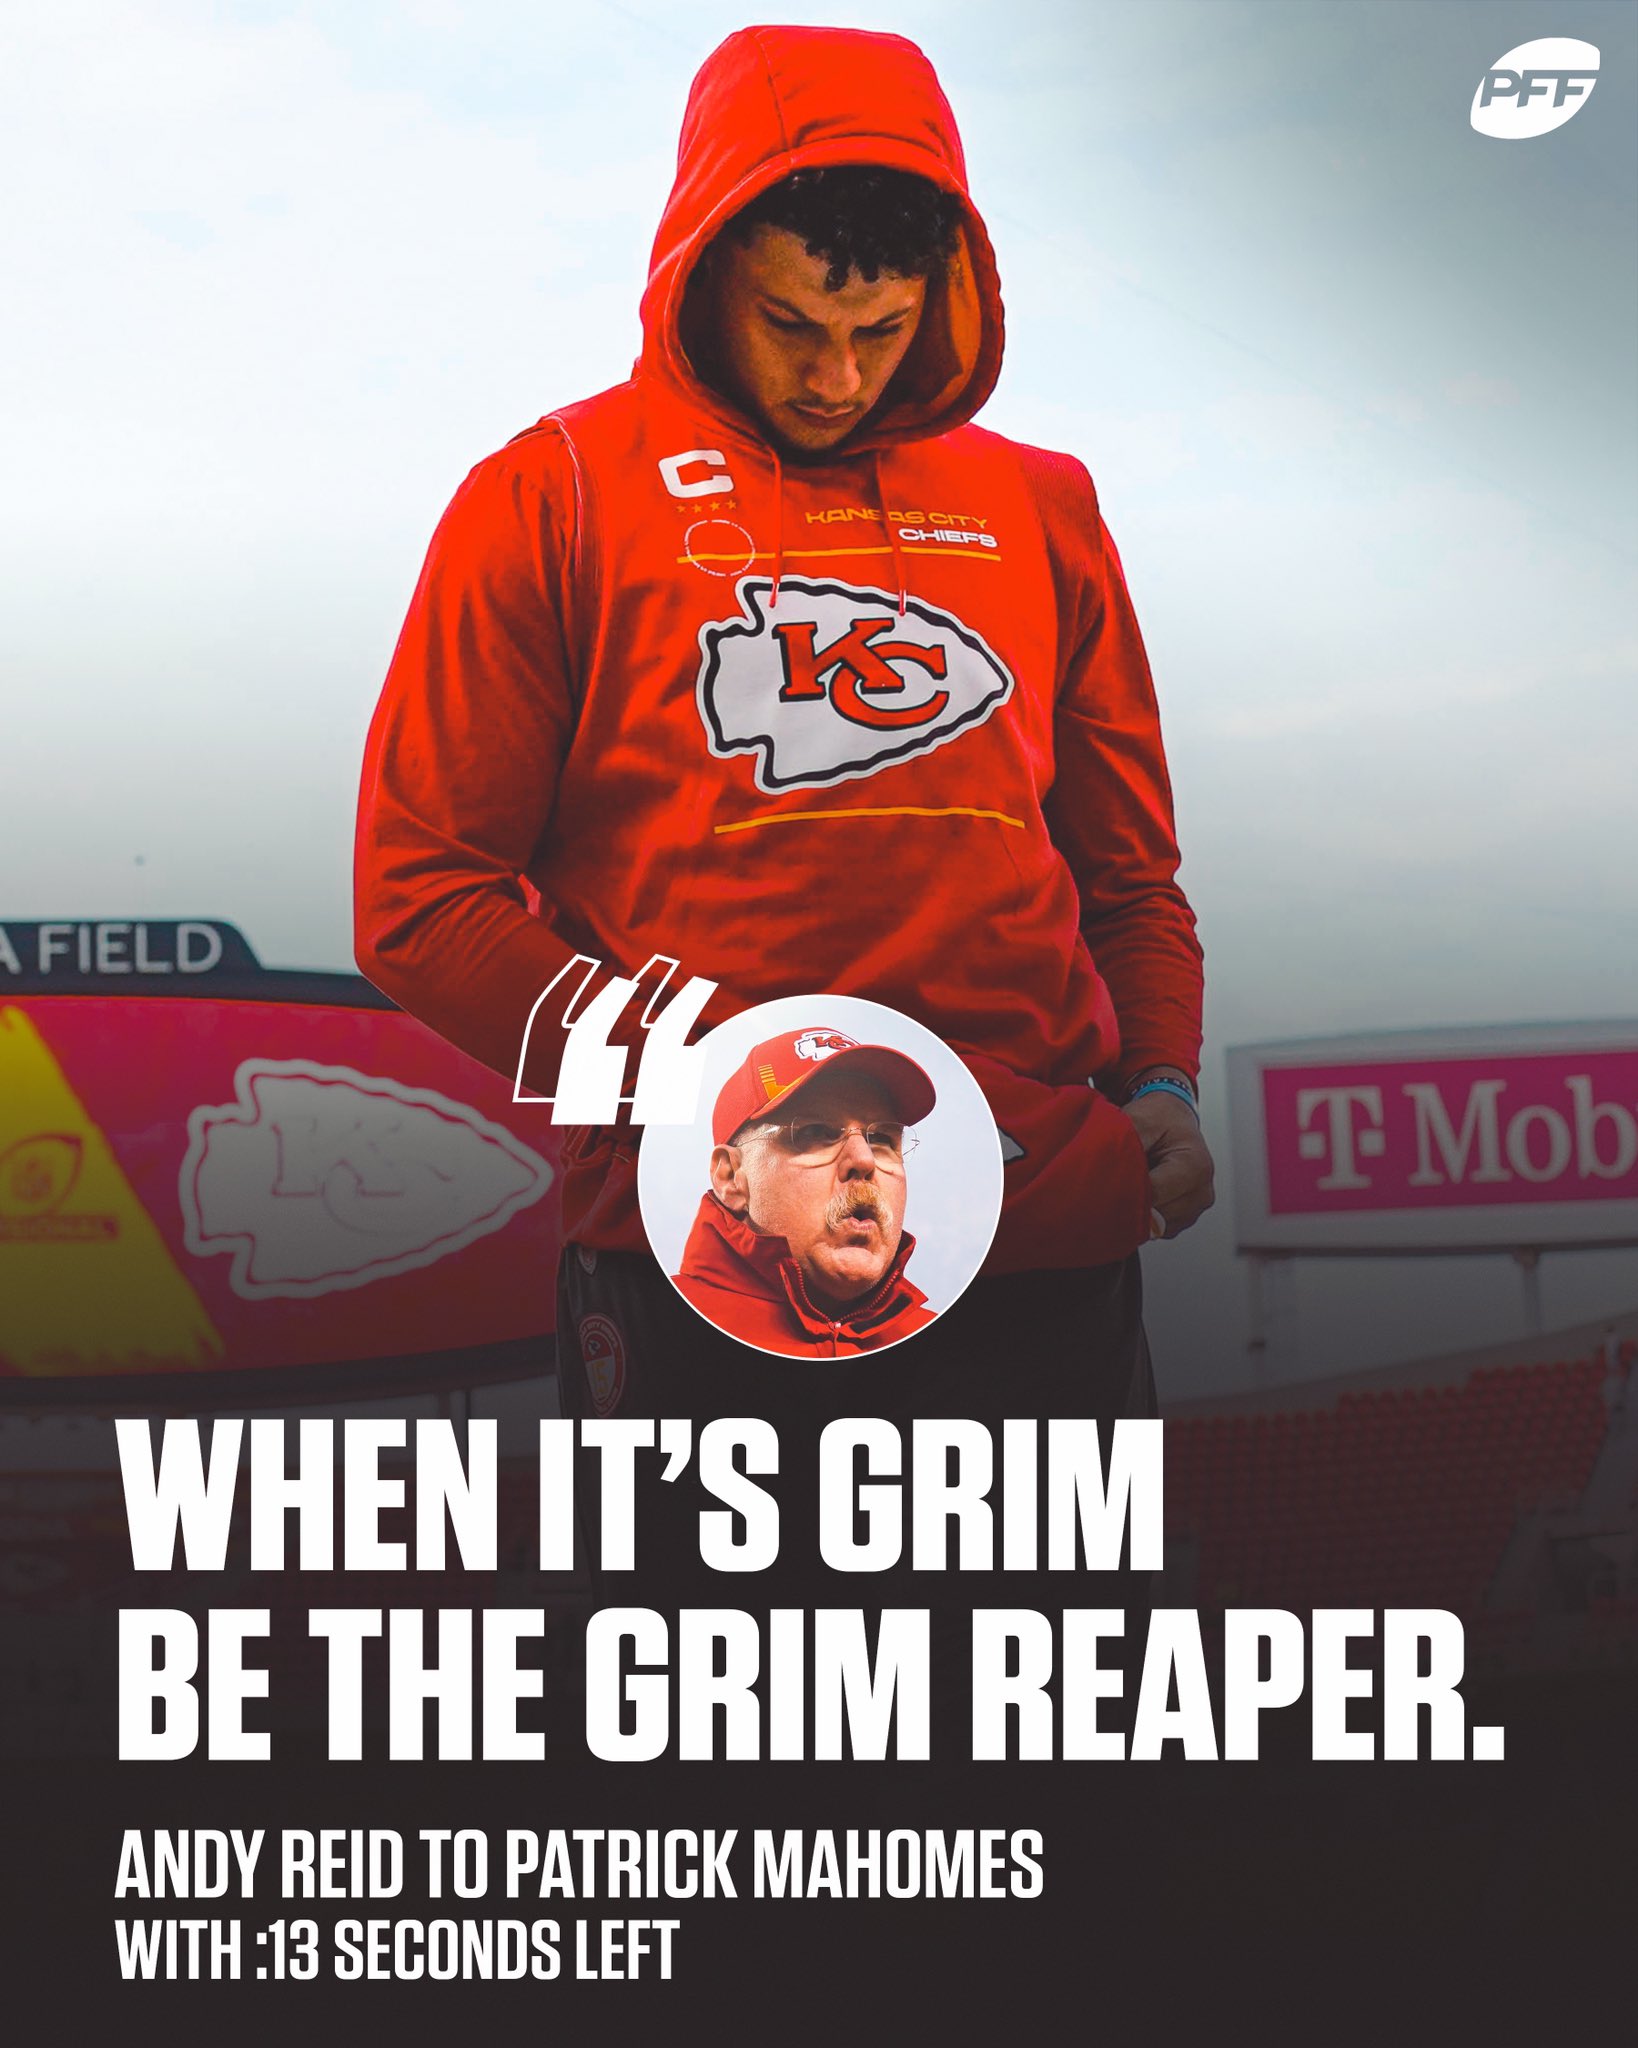 PFF
C
KANSAS CITY
CHIEFS
KC
A FIELD
T Mob
KC
WHEN IT'S GRIM
BE THE GRIM REAPER.
ANDY REID TO PATRICK MAHOMES
WITH :13 SECONDS LEFT